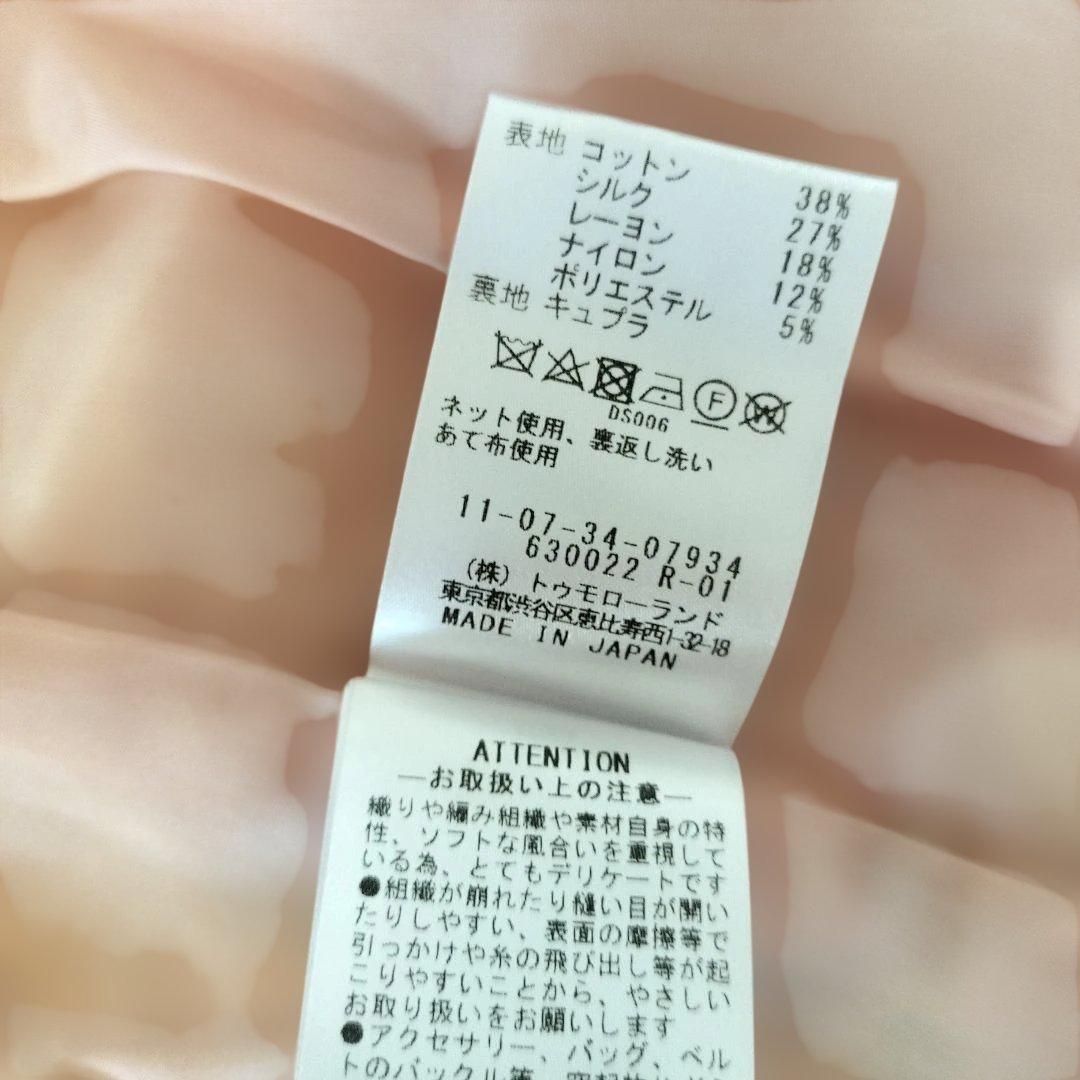 表地 コットン 38%
シルク 27%
レーヨン 18%
ナイロン 12%
ポリエステル 5%
裏地 キュプラ
F W
DS006
ネット使用、裏返し洗い
あて布使用
11-07-34-07934
630022 R-01
(株) トゥモローランド
東京都渋谷区恵比寿西1-32-18
MADE IN JAPAN
ATTENTION
―お取扱い上の注意―
織りや編み組織や素材自身の特
性、ソフトな風合いを重視して
いる為、とてもデリケートです
●組織が崩れたり縫い目が開い
たりしやすい、表面の摩擦等で
引っかけや糸の飛び出し等が起
こりやすいことから、やさしい
お取り扱いをお願いします
●アクセサリー、バッグ、ベル
トのバックル等、